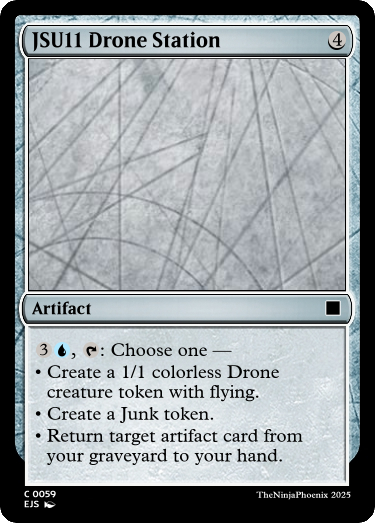 JSU11 Drone Station 4
Artifact
3, : Choose one —
• Create a 1/1 colorless Drone
creature token with flying.
• Create a Junk token.
• Return target artifact card from
your graveyard to your hand.
C 0059
EJS
TheNinjaPhoenix 2025